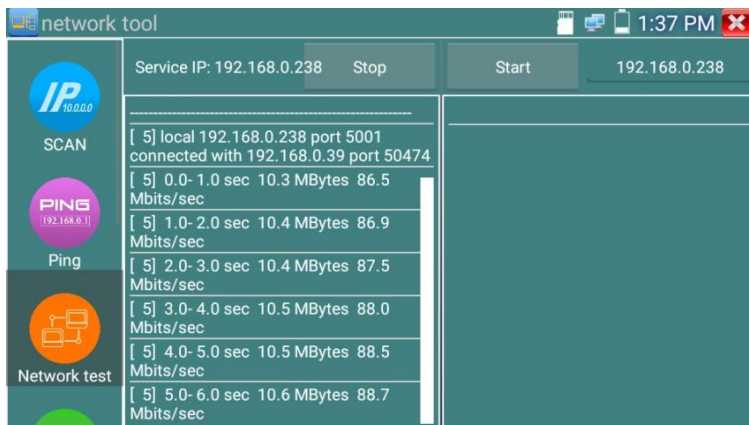 network tool
1:37 PM
Service IP: 192.168.0.238
Stop
Start
192.168.0.238
IP
10.0.0.0
SCAN
PING
192.168.0.1
Ping
Network test
[ 5] local 192.168.0.238 port 5001
connected with 192.168.0.39 port 50474
[ 5] 0.0- 1.0 sec 10.3 MBytes 86.5
Mbits/sec
[ 5] 1.0- 2.0 sec 10.4 MBytes 86.9
Mbits/sec
[ 5] 2.0- 3.0 sec 10.4 MBytes 87.5
Mbits/sec
[ 5] 3.0- 4.0 sec 10.5 MBytes 88.0
Mbits/sec
[ 5] 4.0- 5.0 sec 10.5 MBytes 88.5
Mbits/sec
[ 5] 5.0- 6.0 sec 10.6 MBytes 88.7
Mbits/sec